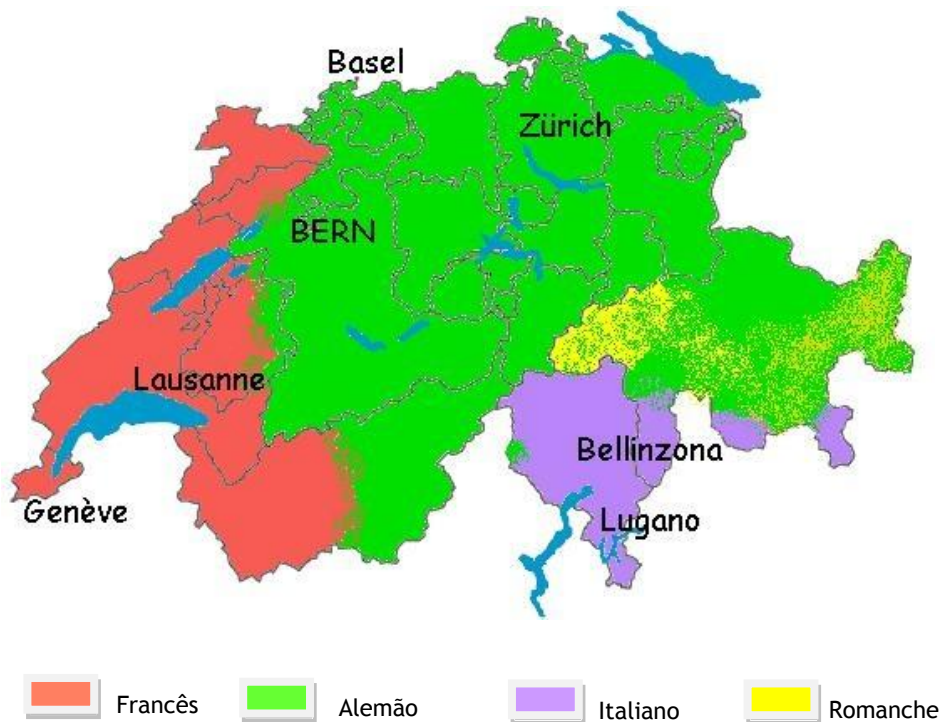 Basel
Zürich
BERN
Lausanne
Bellinzona
Genève
Lugano
Francês
Alemão
Italiano
Romanche